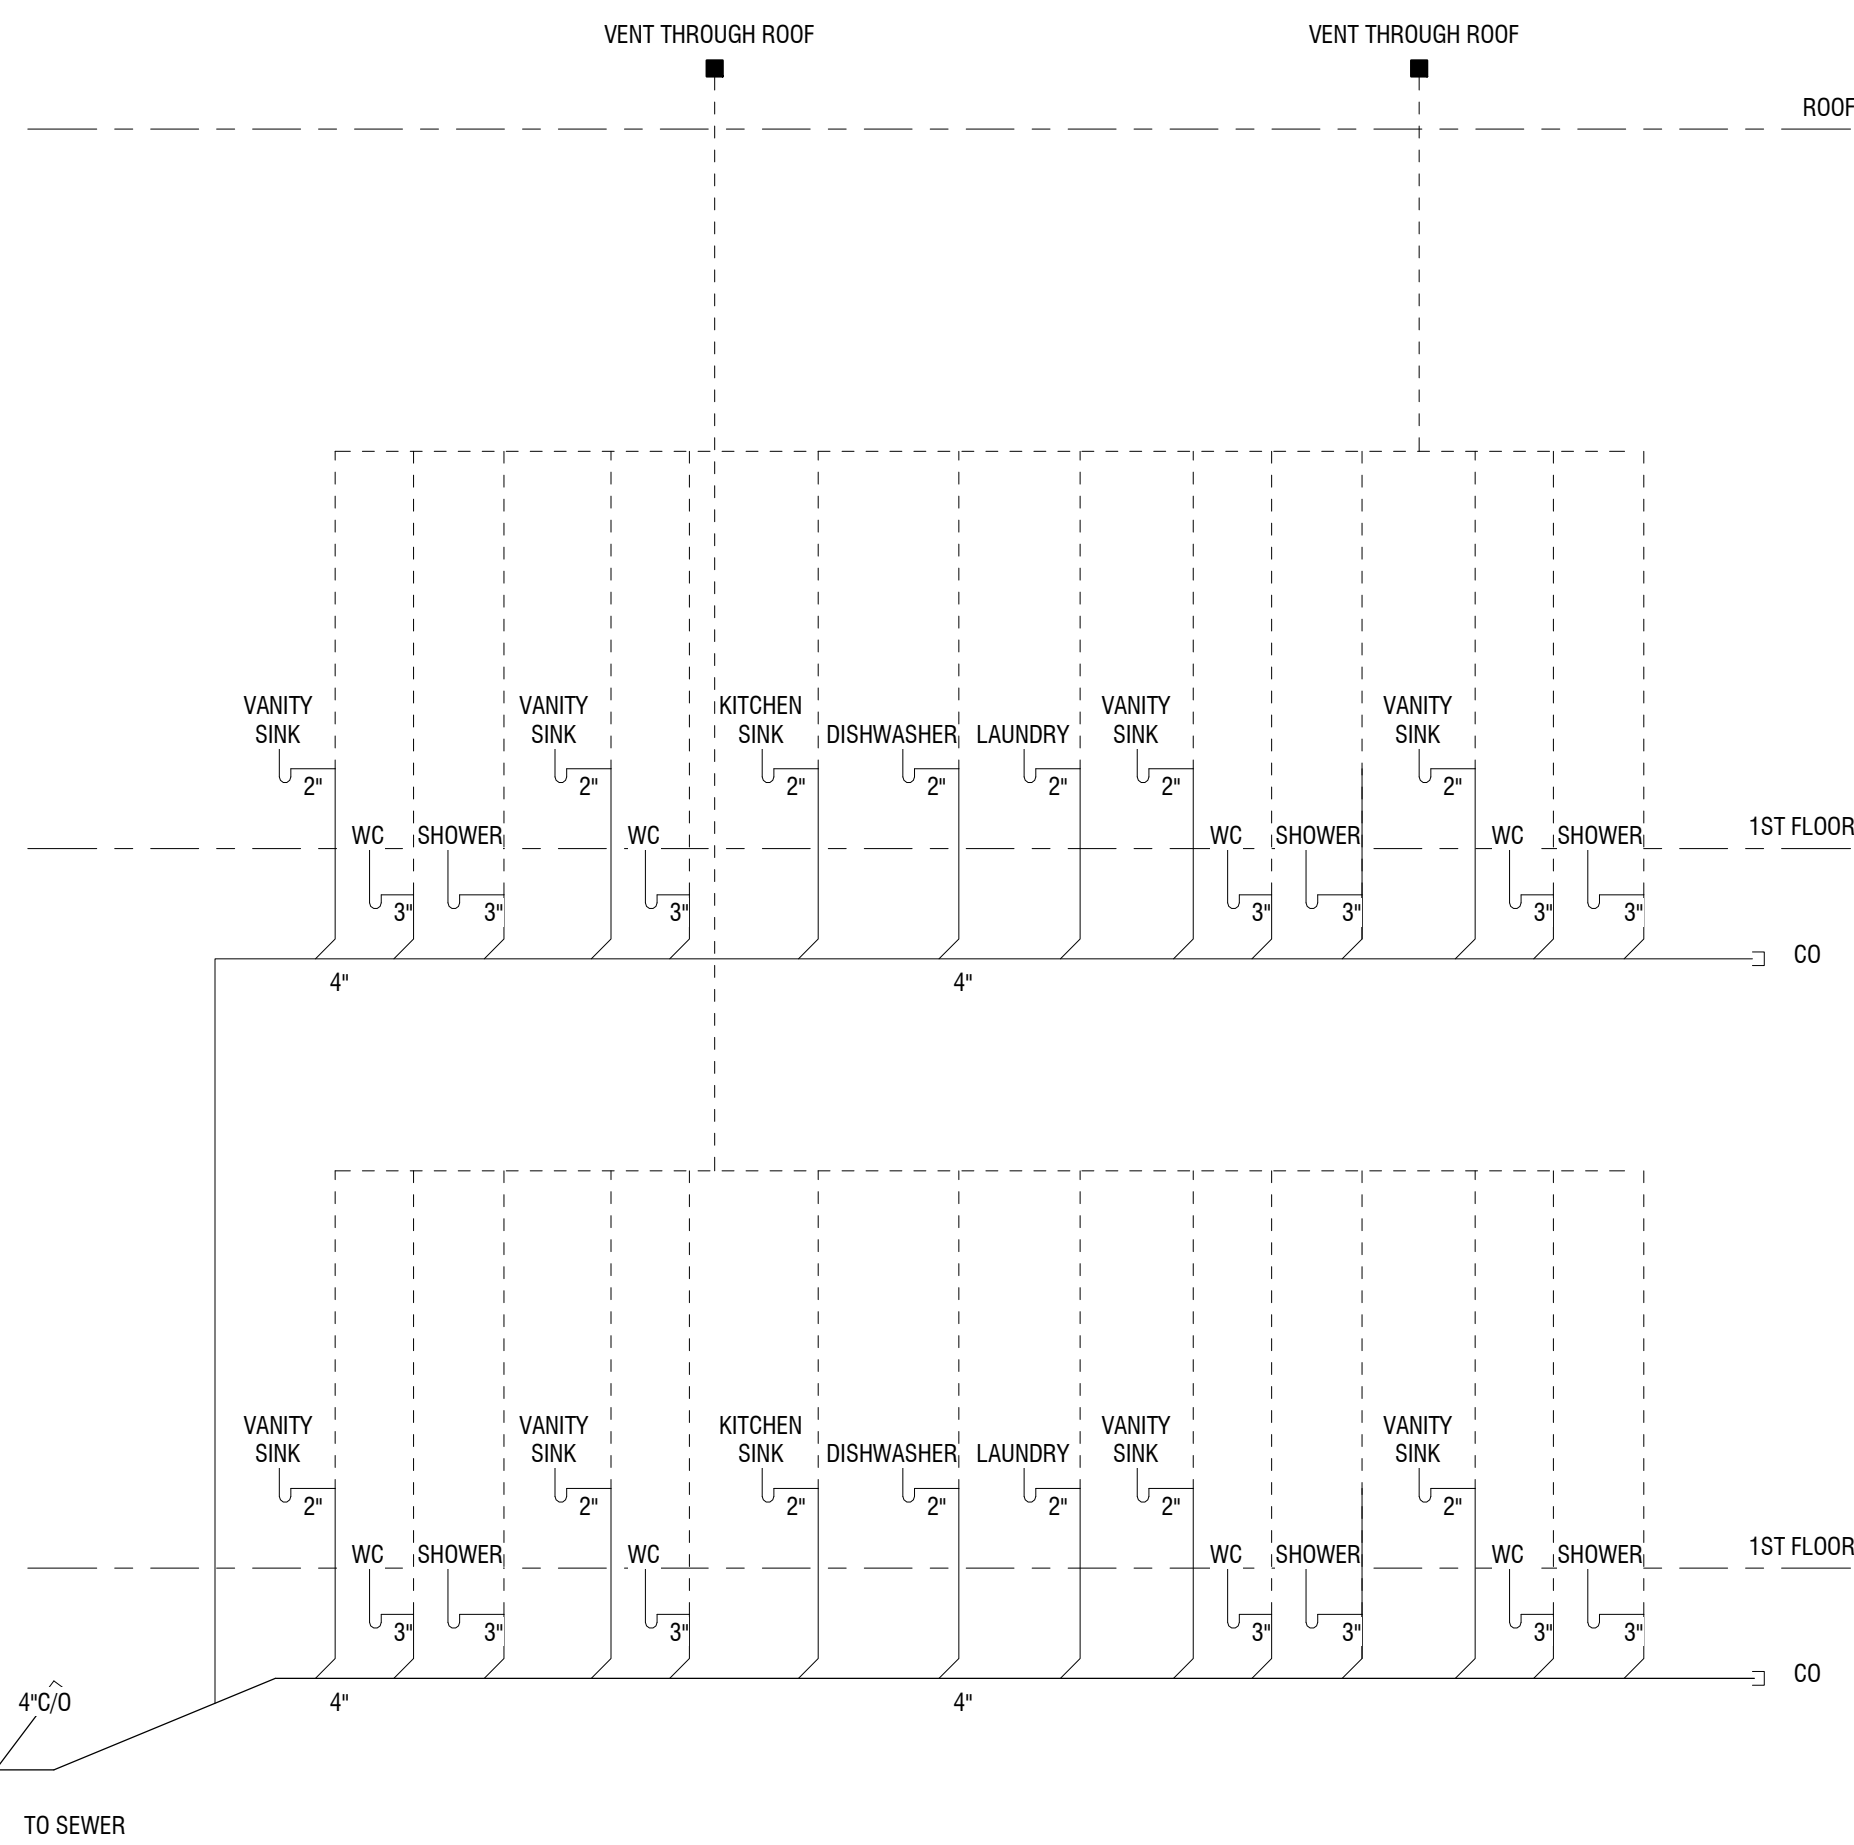 VENT THROUGH ROOF
VENT THROUGH ROOF
ROOF
VANITY
SINK
VANITY
SINK
KITCHEN
SINK
DISHWASHER
LAUNDRY
VANITY
SINK
VANITY
SINK
2"
2"
2"
2"
2"
2"
2"
WC
SHOWER
WC
WC
SHOWER
WC
SHOWER
1ST FLOOR
3"
3"
3"
3"
3"
3"
3"
CO
4"
4"
VANITY
SINK
VANITY
SINK
KITCHEN
SINK
DISHWASHER
LAUNDRY
VANITY
SINK
VANITY
SINK
2"
2"
2"
2"
2"
2"
2"
WC
SHOWER
WC
WC
SHOWER
WC
SHOWER
1ST FLOOR
3"
3"
3"
3"
3"
3"
3"
CO
4"C/O
4"
4"
TO SEWER